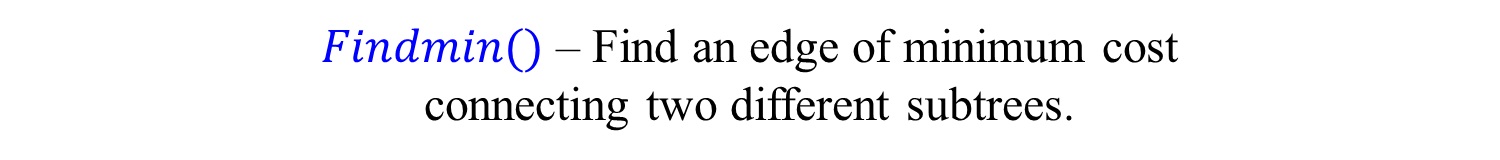 Findmin() – Find an edge of minimum cost
connecting two different subtrees.